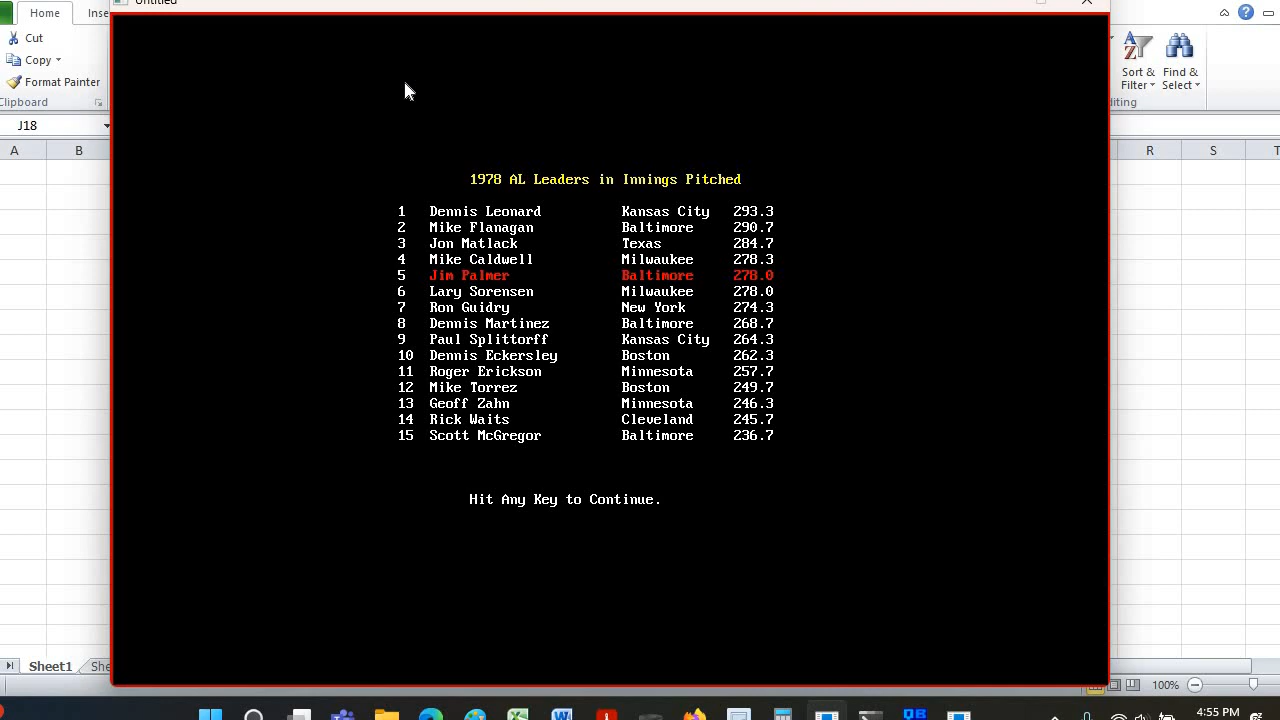 Untitled
Home Inse
Cut
Copy
Format Painter
Clipboard
Sort & Find &
Filter Select
diting
J18
A B R S T
1978 AL Leaders in Innings Pitched
1 Dennis Leonard Kansas City 293.3
2 Mike Flanagan Baltimore 290.7
3 Jon Matlack Texas 284.7
4 Mike Caldwell Milwaukee 278.3
5 Jim Palmer Baltimore 278.0
6 Lary Sorensen Milwaukee 278.0
7 Ron Guidry New York 274.3
8 Dennis Martinez Baltimore 268.7
9 Paul Splittorff Kansas City 264.3
10 Dennis Eckersley Boston 262.3
11 Roger Erickson Minnesota 257.7
12 Mike Torrez Boston 249.7
13 Geoff Zahn Minnesota 246.3
14 Rick Waits Cleveland 245.7
15 Scott McGregor Baltimore 236.7
Hit Any Key to Continue.
Sheet1 She
100%
QB
4:55 PM